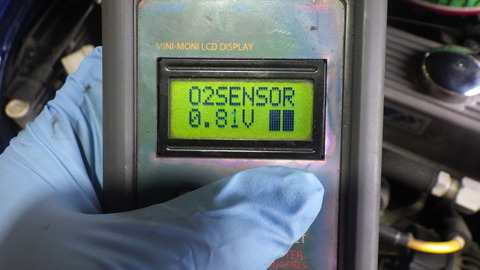 MINI-MONI LCD DISPLAY
O2SENSOR
0.81V